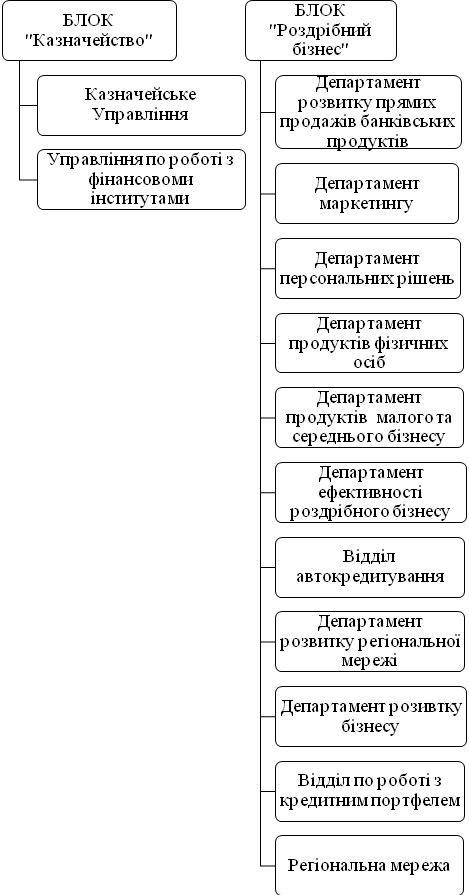 БЛОК
"Казначейство"
Казначейське
Управління
Управління по роботі з
фінансовоми
інститутами
БЛОК
"Роздрібний
бізнес"
Департамент
розвитку прямих
продажів банківських
продуктів
Департамент
маркетингу
Департамент
персональних рішень
Департамент
продуктів фізичних
осіб
Департамент
продуктів малого та
середнього бізнесу
Департамент
ефективності
роздрібного бізнесу
Відділ
автокредитування
Департамент
розвитку регіональної
мережі
Департамент розивтку
бізнесу
Відділ по роботі з
кредитним портфелем
Регіональна мережа